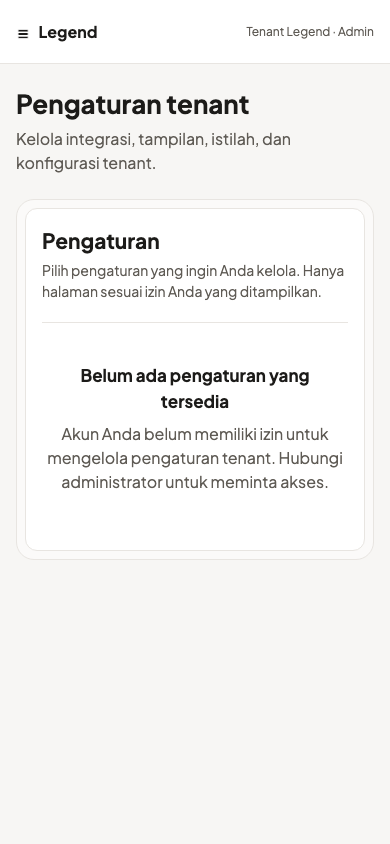 ≡ Legend
Tenant Legend · Admin
Pengaturan tenant
Kelola integrasi, tampilan, istilah, dan
konfigurasi tenant.
Pengaturan
Pilih pengaturan yang ingin Anda kelola. Hanya
halaman sesuai izin Anda yang ditampilkan.
Belum ada pengaturan yang
tersedia
Akun Anda belum memiliki izin untuk
mengelola pengaturan tenant. Hubungi
administrator untuk meminta akses.